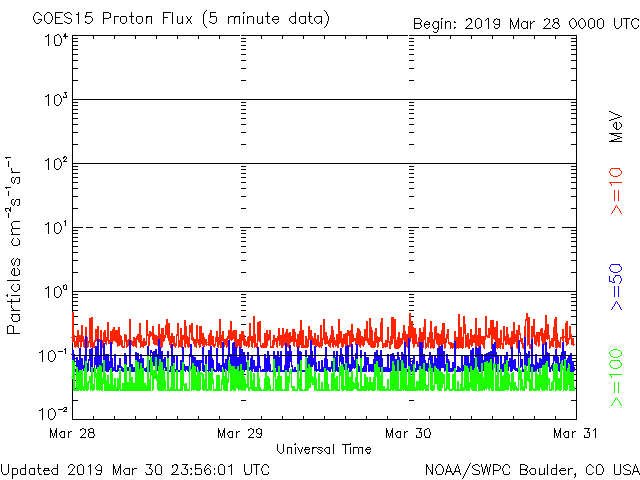 GOES15 Proton Flux (5 minute data)
Begin: 2019 Mar 28 0000 UTC
Particles cm⁻²s⁻¹sr⁻¹
10⁴
10³
10²
10¹
10⁰
10⁻¹
10⁻²
MeV
>=10
>=50
>=100
Mar 28 Mar 29 Mar 30 Mar 31
Universal Time
Updated 2019 Mar 30 23:56:01 UTC
NOAA/SWPC Boulder, CO USA